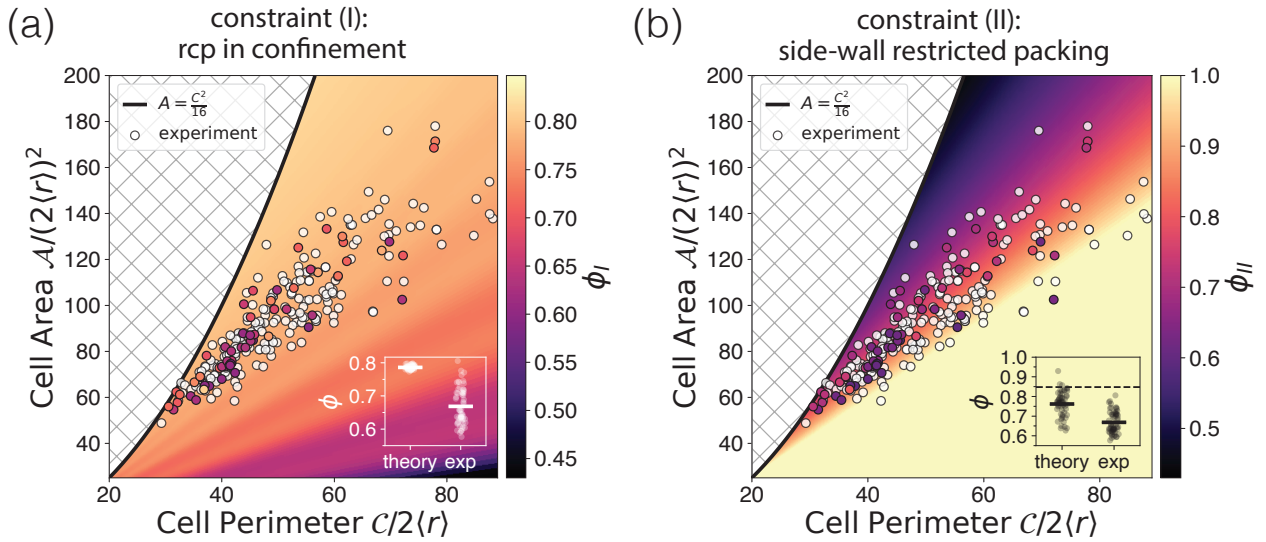 (a)
constraint (I):
rcp in confinement
200
180
160
140
120
100
80
60
40
20
40
60
80
Cell Area 𝒜/(2⟨r⟩)²
Cell Perimeter 𝒞/2⟨r⟩
A = C²/16
experiment
0.8
0.7
0.6
ϕ
theory exp
0.80
0.75
0.70
0.65
0.60
0.55
0.50
0.45
ϕ_I
(b)
constraint (II):
side-wall restricted packing
200
180
160
140
120
100
80
60
40
20
40
60
80
Cell Area 𝒜/(2⟨r⟩)²
Cell Perimeter 𝒞/2⟨r⟩
A = C²/16
experiment
1.0
0.9
0.8
0.7
0.6
ϕ
theory exp
1.0
0.9
0.8
0.7
0.6
0.5
ϕ_II